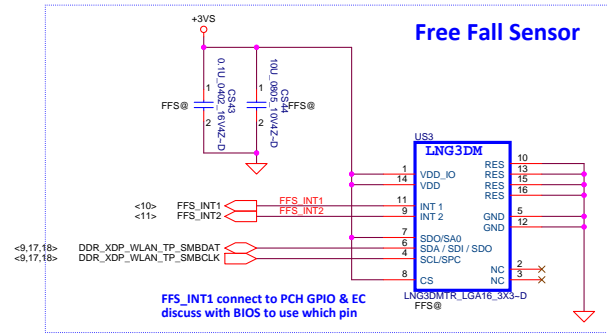 +3VS
Free Fall Sensor
1
2
0.1U_0402_16V4Z~D
CS43
FFS@
1
2
10U_0805_10V4Z~D
CS44
FFS@
US3
LNG3DM
1 VDD_IO RES 10
14 VDD RES 13
RES 15
RES 16
<10> FFS_INT1 FFS_INT1 11 INT 1
<11> FFS_INT2 FFS_INT2 9 INT 2
GND 5
GND 12
7 SDO/SA0
<9,17,18> DDR_XDP_WLAN_TP_SMBDAT 6 SDA / SDI / SDO
<9,17,18> DDR_XDP_WLAN_TP_SMBCLK 4 SCL/SPC
NC 2
8 CS NC 3
LNG3DMTR_LGA16_3X3~D
FFS@
FFS_INT1 connect to PCH GPIO & EC
discuss with BIOS to use which pin